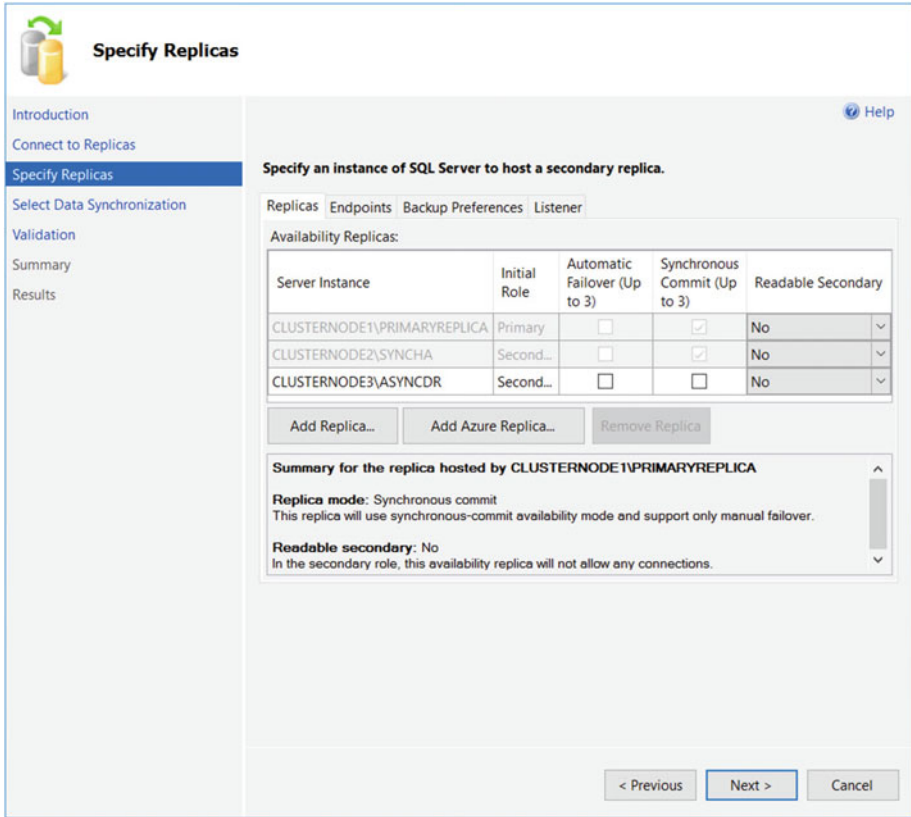 Specify Replicas
Introduction
Connect to Replicas
Specify Replicas
Select Data Synchronization
Validation
Summary
Results
Help
Specify an instance of SQL Server to host a secondary replica.
Replicas Endpoints Backup Preferences Listener
Availability Replicas:
Server Instance Initial Role Automatic Failover (Up to 3) Synchronous Commit (Up to 3) Readable Secondary
CLUSTERNODE1\PRIMARYREPLICA Primary No
CLUSTERNODE2\SYNCHA Second... No
CLUSTERNODE3\ASYNCDR Second... No
Add Replica... Add Azure Replica... Remove Replica
Summary for the replica hosted by CLUSTERNODE1\PRIMARYREPLICA
Replica mode: Synchronous commit
This replica will use synchronous-commit availability mode and support only manual failover.
Readable secondary: No
In the secondary role, this availability replica will not allow any connections.
< Previous Next > Cancel